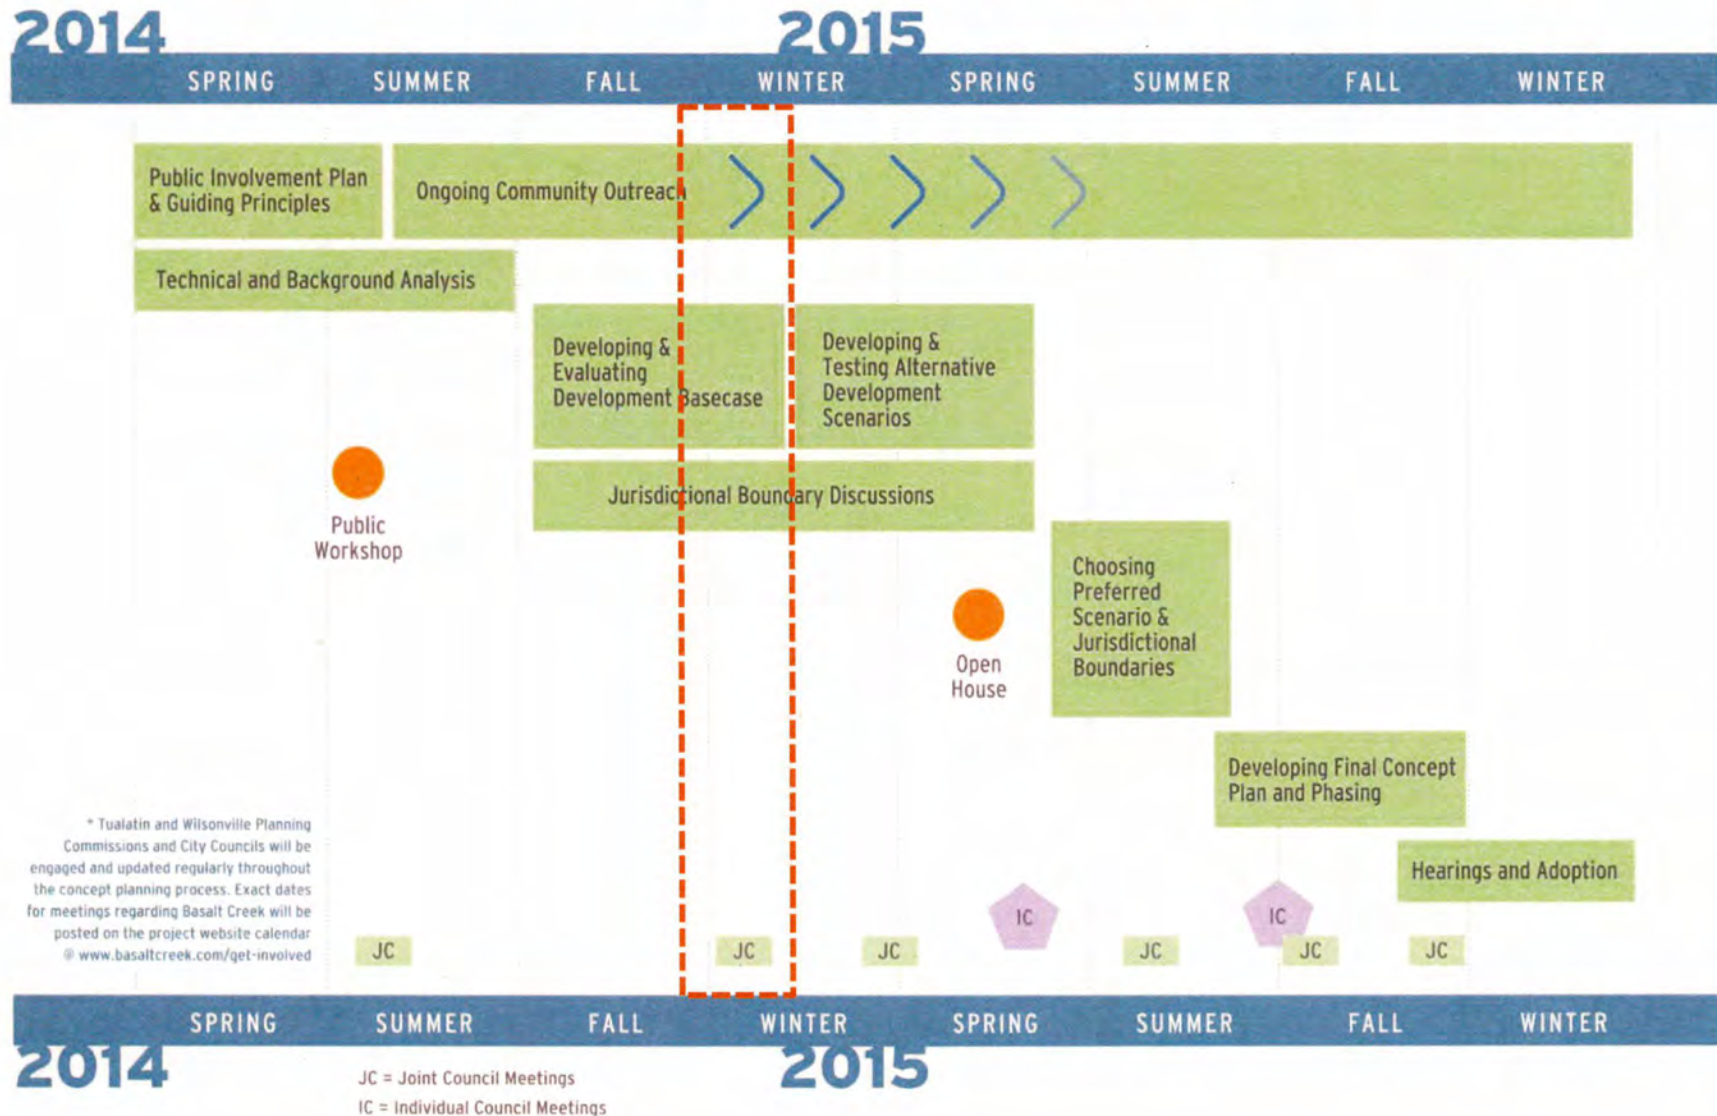 2014
2015
SPRING SUMMER FALL WINTER SPRING SUMMER FALL WINTER
Public Involvement Plan
& Guiding Principles
Ongoing Community Outreach
Technical and Background Analysis
Developing &
Evaluating
Development Basecase
Developing &
Testing Alternative
Development
Scenarios
Jurisdictional Boundary Discussions
Public
Workshop
Open
House
Choosing
Preferred
Scenario &
Jurisdictional
Boundaries
Developing Final Concept
Plan and Phasing
Hearings and Adoption
* Tualatin and Wilsonville Planning
Commissions and City Councils will be
engaged and updated regularly throughout
the concept planning process. Exact dates
for meetings regarding Basalt Creek will be
posted on the project website calendar
@ www.basaltcreek.com/get-involved
IC IC
JC JC JC JC JC JC
SPRING SUMMER FALL WINTER SPRING SUMMER FALL WINTER
2014
2015
JC = Joint Council Meetings
IC = Individual Council Meetings